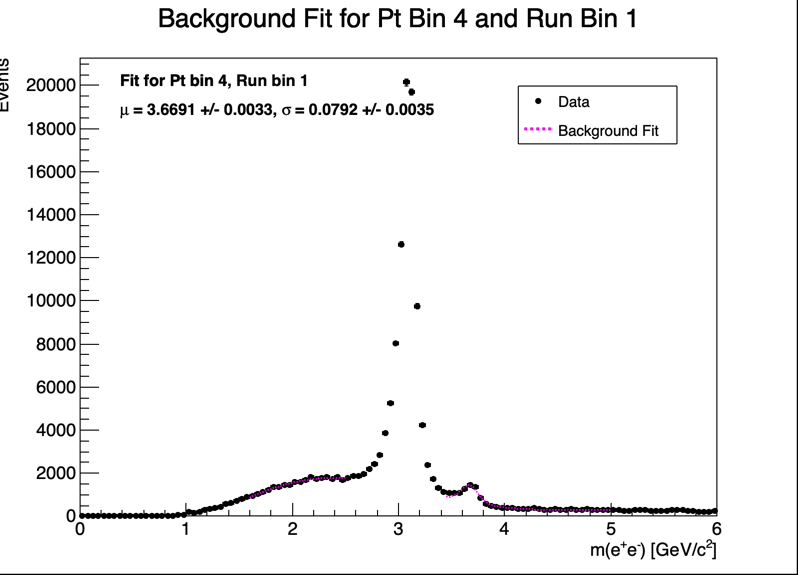 Background Fit for Pt Bin 4 and Run Bin 1
Events
20000
18000
16000
14000
12000
10000
8000
6000
4000
2000
0
Fit for Pt bin 4, Run bin 1
μ = 3.6691 +/- 0.0033, σ = 0.0792 +/- 0.0035
Data
Background Fit
0 1 2 3 4 5 6
m(e⁺e⁻) [GeV/c²]